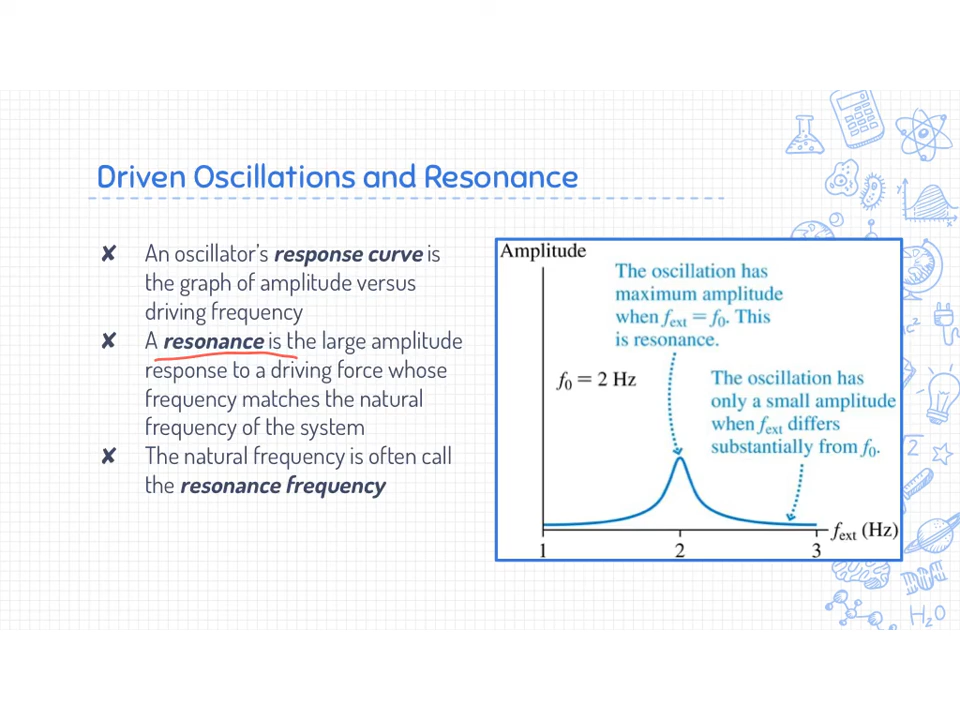 Driven Oscillations and Resonance
✘ An oscillator's response curve is
the graph of amplitude versus
driving frequency
✘ A resonance is the large amplitude
response to a driving force whose
frequency matches the natural
frequency of the system
✘ The natural frequency is often call
the resonance frequency
Amplitude
The oscillation has
maximum amplitude
when fext = f0. This
is resonance.
f0 = 2 Hz
The oscillation has
only a small amplitude
when fext differs
substantially from f0.
fext (Hz)
1 2 3
y
x
c²
√2
H₂O